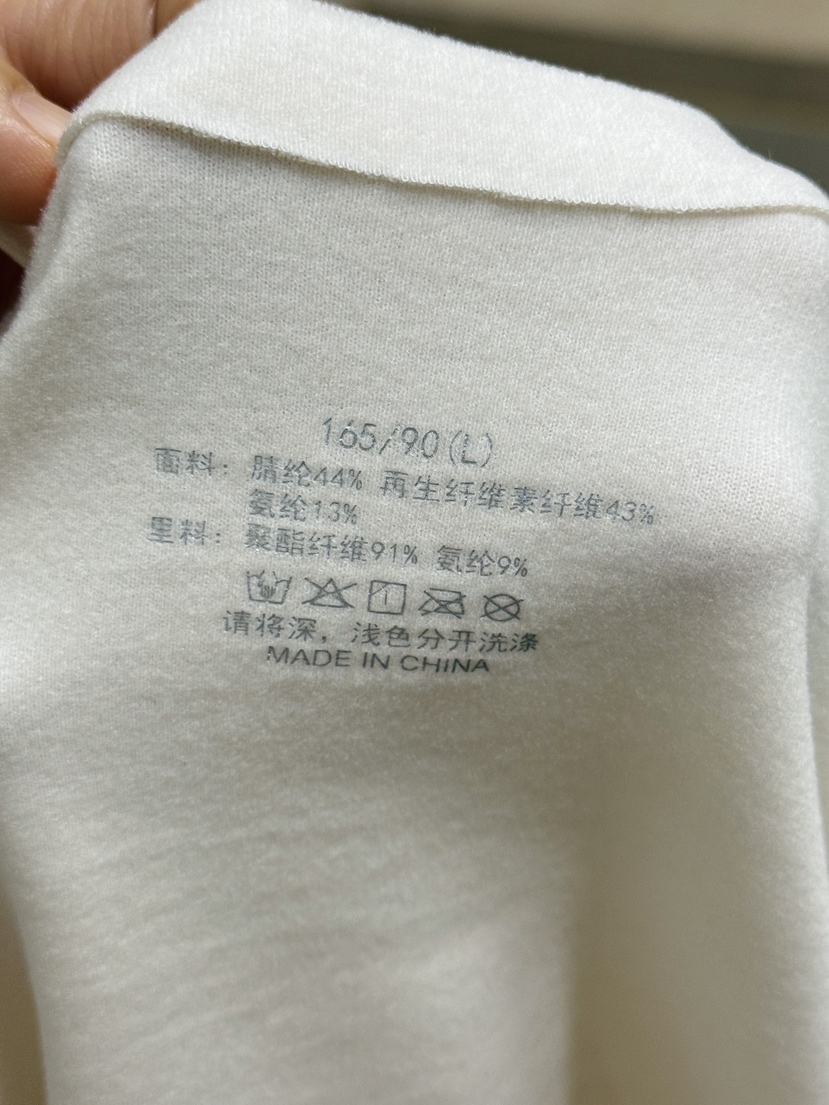 165/90(L)
面料：腈纶44% 再生纤维素纤维43%
氨纶13%
里料：聚酯纤维91% 氨纶9%
请将深，浅色分开洗涤
MADE IN CHINA